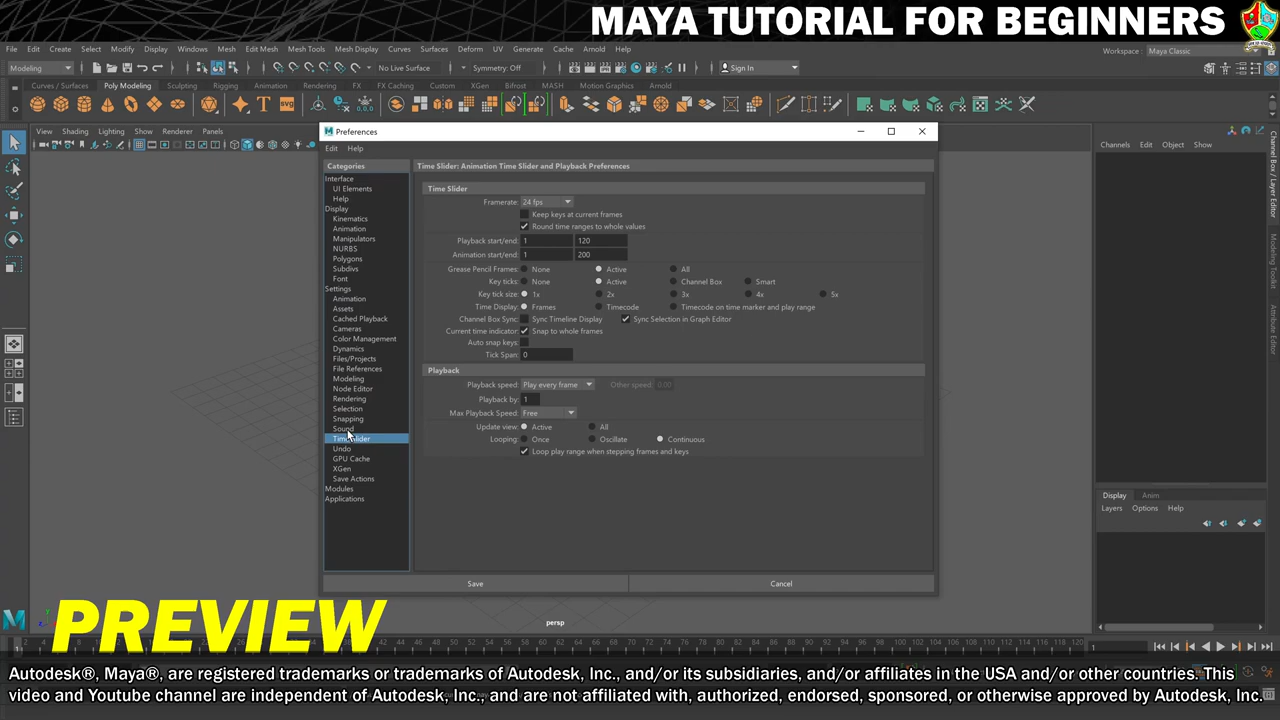 MAYA TUTORIAL FOR BEGINNERS
File Edit Create Select Modify Display Windows Mesh Edit Mesh Mesh Tools Mesh Display Curves Surfaces Deform UV Generate Cache Arnold Help
Workspace: Maya Classic
Modeling No Live Surface Symmetry: Off Sign In
Curves / Surfaces Poly Modeling Sculpting Rigging Animation Rendering FX FX Caching Custom XGen Bifrost MASH Motion Graphics Arnold
View Shading Lighting Show Renderer Panels
Preferences
Edit Help
Categories
Interface
UI Elements
Help
Display
Kinematics
Animation
Manipulators
NURBS
Polygons
Subdivs
Font
Settings
Animation
Assets
Cached Playback
Cameras
Color Management
Dynamics
Files/Projects
File References
Modeling
Node Editor
Rendering
Selection
Snapping
Sound
Time Slider
Undo
GPU Cache
XGen
Save Actions
Modules
Applications
Time Slider: Animation Time Slider and Playback Preferences
Time Slider
Framerate: 24 fps
Keep keys at current frames
Round time ranges to whole values
Playback start/end: 1 120
Animation start/end: 1 200
Grease Pencil Frames: None Active All
Key ticks: None Active Channel Box Smart
Key tick size: 1x 2x 3x 4x 5x
Time Display: Frames Timecode Timecode on time marker and play range
Channel Box Sync: Sync Timeline Display Sync Selection in Graph Editor
Current time indicator: Snap to whole frames
Auto snap keys:
Tick Span: 0
Playback
Playback speed: Play every frame Other speed: 0.00
Playback by: 1
Max Playback Speed: Free
Update view: Active All
Looping: Once Oscillate Continuous
Loop play range when stepping frames and keys
Save Cancel
Channels Edit Object Show
Channel Box / Layer Editor
Modeling Toolkit
Attribute Editor
Display Anim
Layers Options Help
PREVIEW
persp
Autodesk®, Maya®, are registered trademarks or trademarks of Autodesk, Inc., and/or its subsidiaries, and/or affiliates in the USA and/or other countries. This
video and Youtube channel are independent of Autodesk, Inc., and are not affiliated with, authorized, endorsed, sponsored, or otherwise approved by Autodesk, Inc.